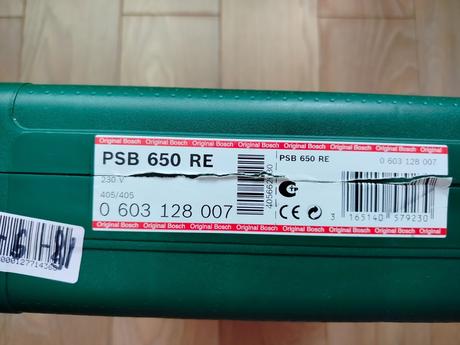 Original Bosch Original Bosch Original Bosch Original Bosch Original Bosch Original Bosch
PSB 650 RE
230 V
405/405
0 603 128 007
405662030
PSB 650 RE
0 603 128 007
CE
3 165140 579230
Original Bosch Original Bosch Original Bosch Original Bosch Original Bosch Original Bosch